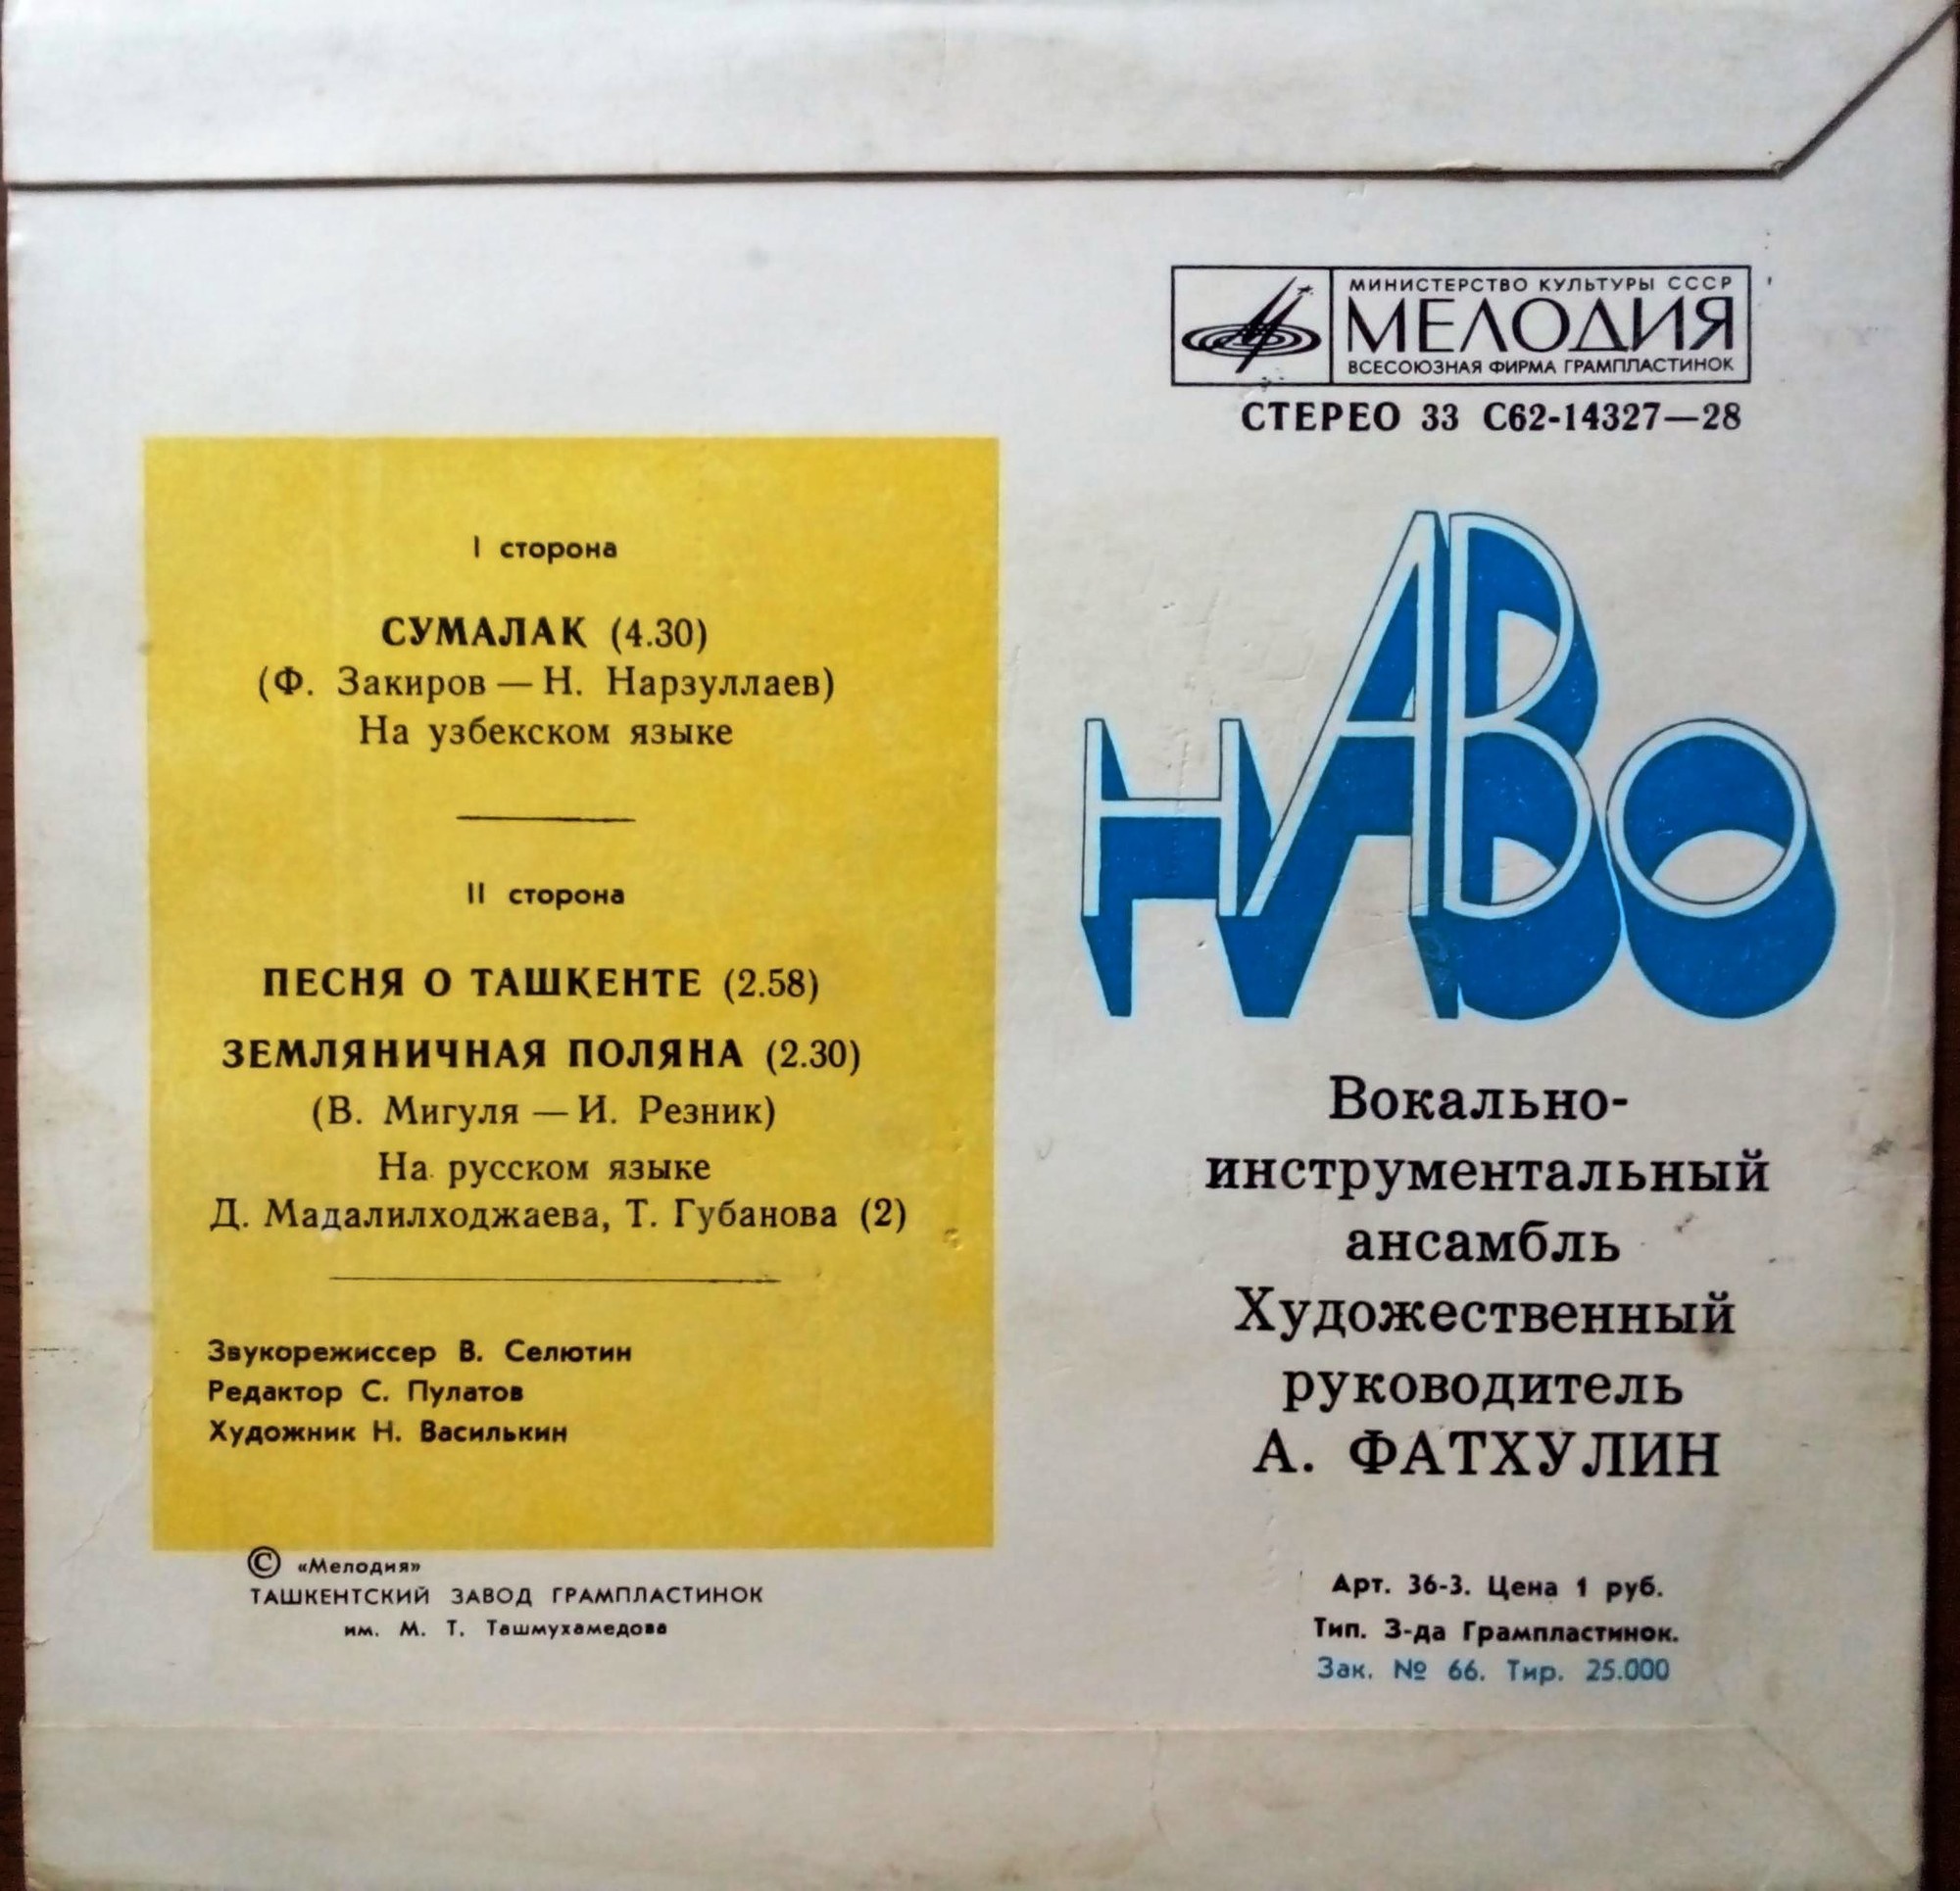 МИНИСТЕРСТВО КУЛЬТУРЫ СССР
МЕЛОДИЯ
ВСЕСОЮЗНАЯ ФИРМА ГРАМПЛАСТИНОК
СТЕРЕО 33 С62-14327—28
I сторона
СУМАЛАК (4.30)
(Ф. Закиров — Н. Нарзуллаев)
На узбекском языке
II сторона
ПЕСНЯ О ТАШКЕНТЕ (2.58)
ЗЕМЛЯНИЧНАЯ ПОЛЯНА (2.30)
(В. Мигуля — И. Резник)
На русском языке
Д. Мадалилходжаева, Т. Губанова (2)
Звукорежиссер В. Селютин
Редактор С. Пулатов
Художник Н. Василькин
© «Мелодия»
ТАШКЕНТСКИЙ ЗАВОД ГРАМПЛАСТИНОК
им. М. Т. Ташмухамедова
НАВО
Вокально-
инструментальный
ансамбль
Художественный
руководитель
А. ФАТХУЛИН
Арт. 36-3. Цена 1 руб.
Тип. З-да Грампластинок.
Зак. № 66. Тир. 25.000